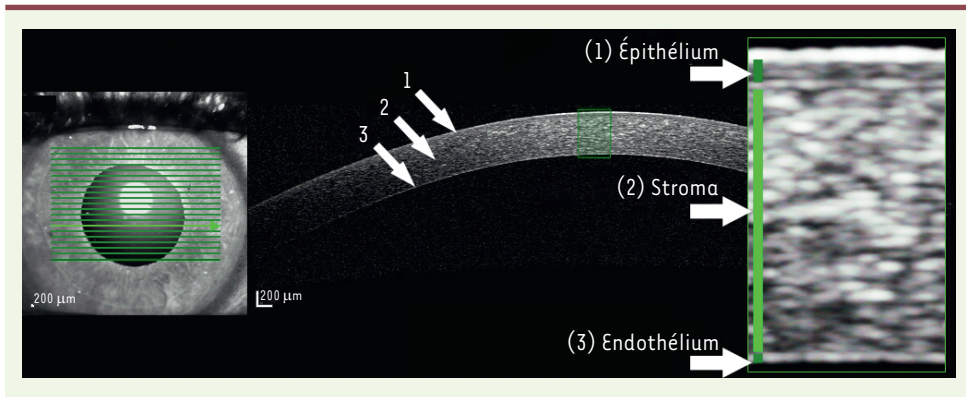 200 µm
200 µm
1
2
3
(1) Épithélium
(2) Stroma
(3) Endothélium